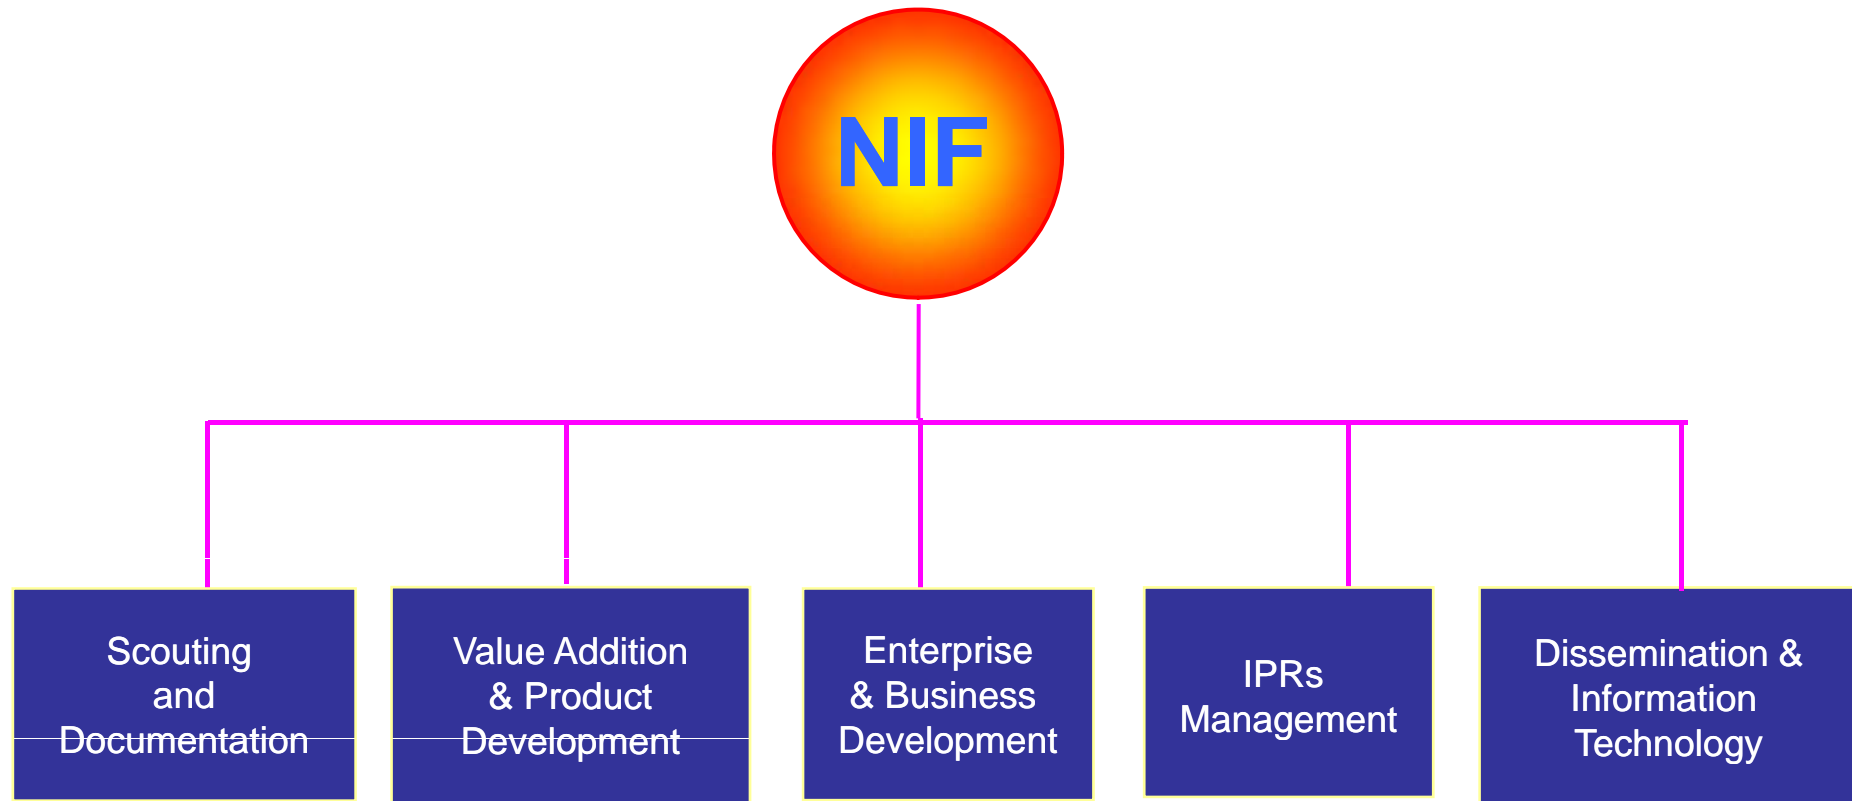 NIF
Scouting
and
Documentation
Value Addition
& Product
Development
Enterprise
& Business
Development
IPRs
Management
Dissemination &
Information
Technology